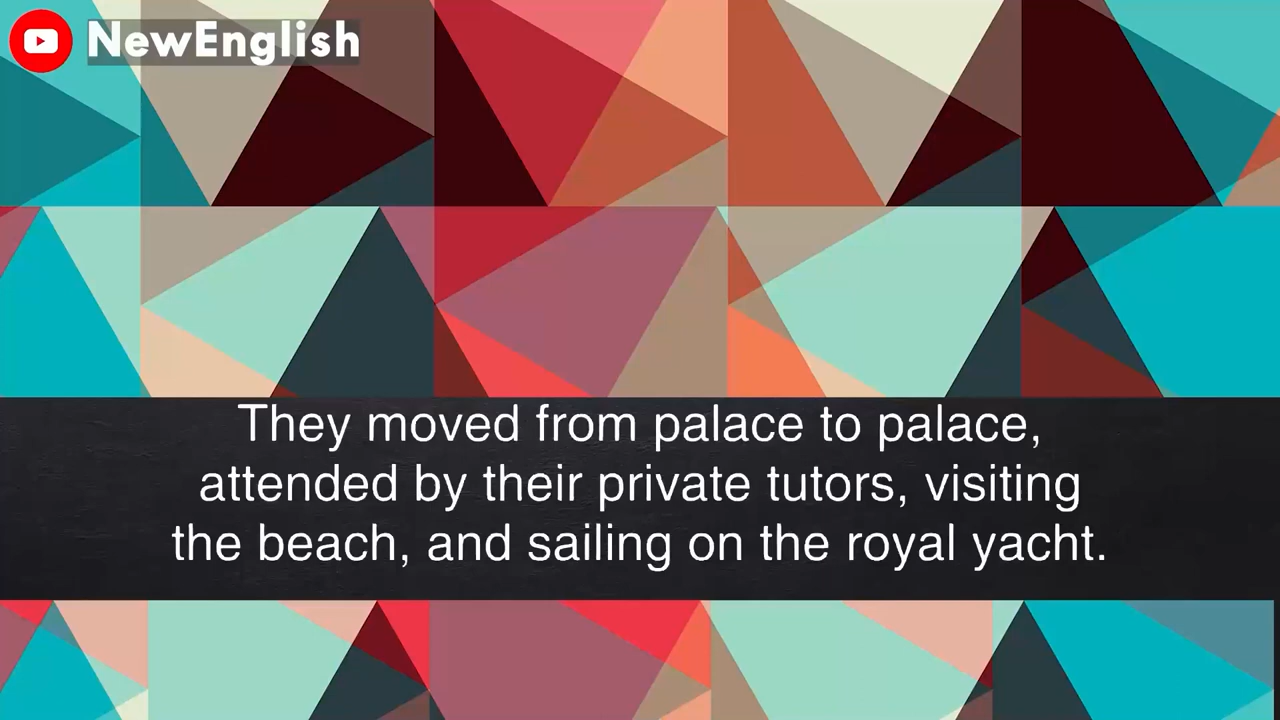 NewEnglish
They moved from palace to palace,
attended by their private tutors, visiting
the beach, and sailing on the royal yacht.